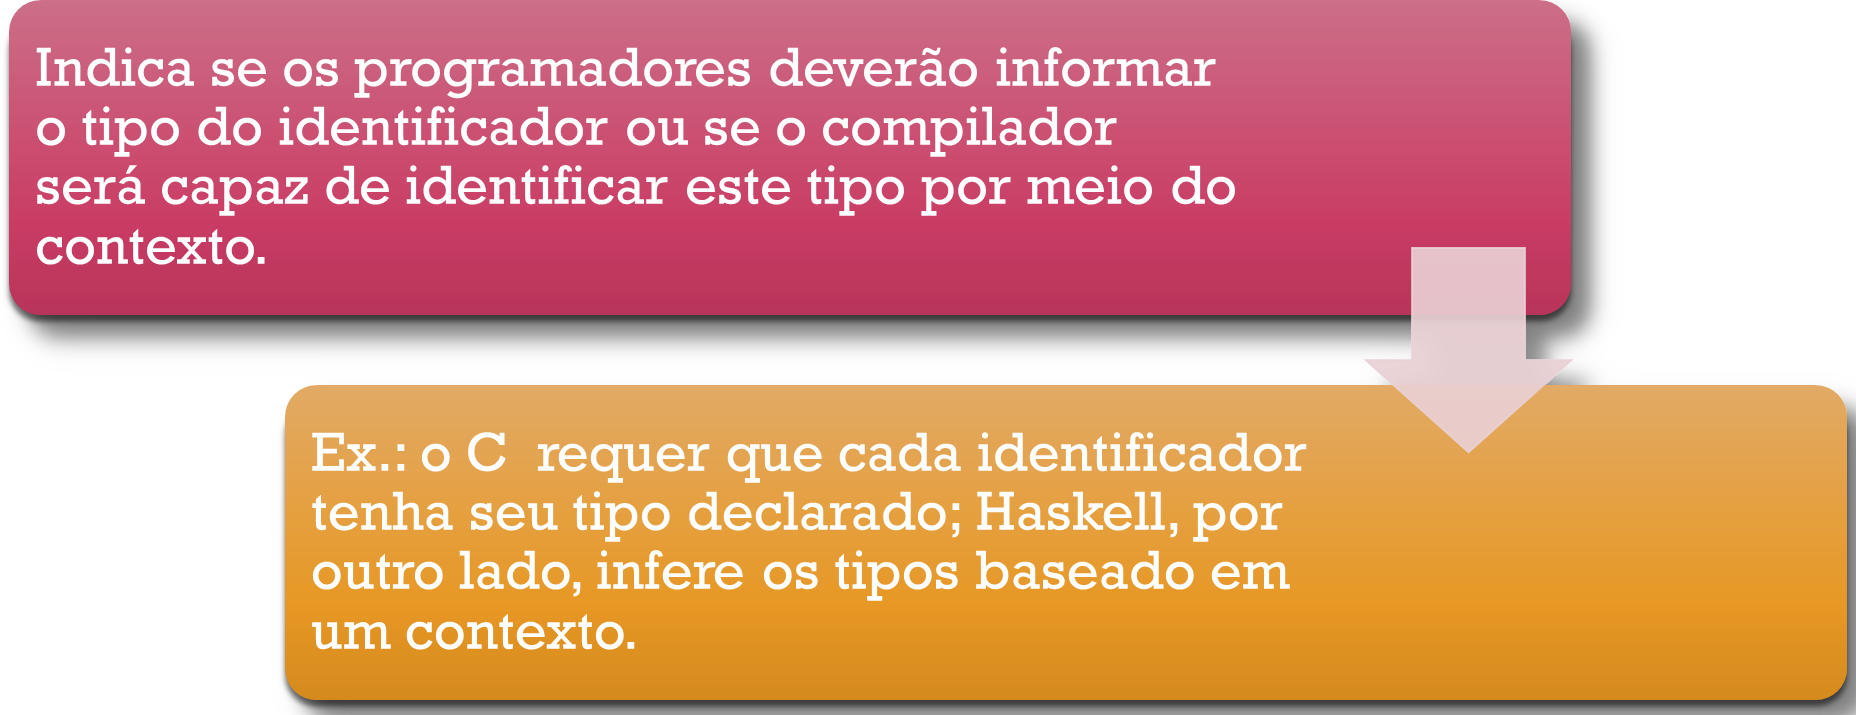 Indica se os programadores deverão informar
o tipo do identificador ou se o compilador
será capaz de identificar este tipo por meio do
contexto.
Ex.: o C  requer que cada identificador
tenha seu tipo declarado; Haskell, por
outro lado, infere os tipos baseado em
um contexto.